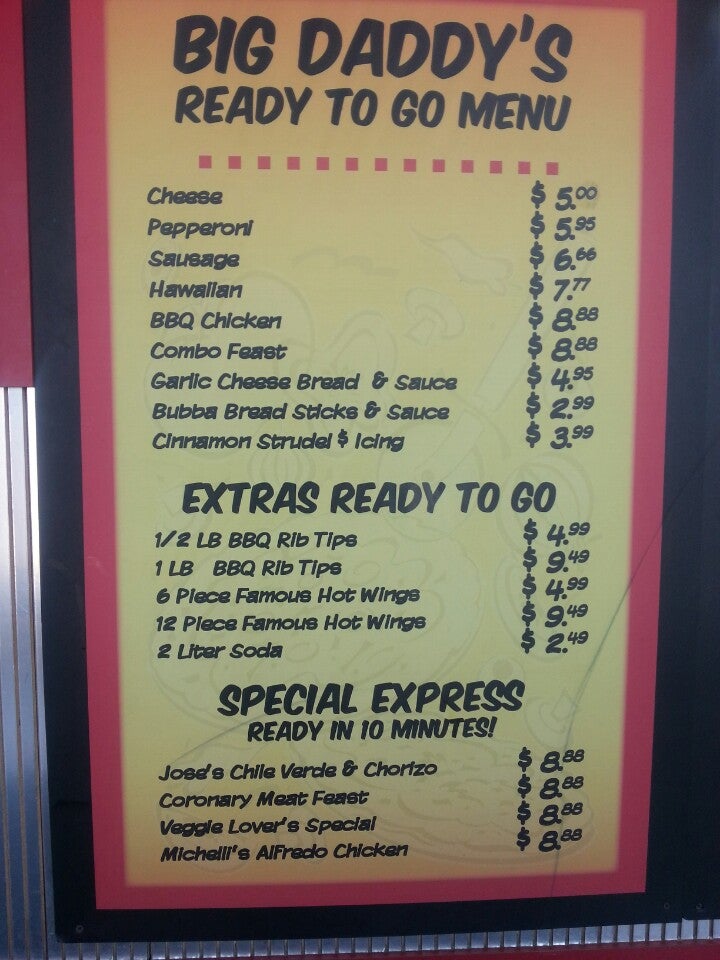 BIG DADDY'S
READY TO GO MENU
Cheese $ 5.00
Pepperoni $ 5.95
Sausage $ 6.66
Hawaiian $ 7.77
BBQ Chicken $ 8.88
Combo Feast $ 8.88
Garlic Cheese Bread & Sauce $ 4.95
Bubba Bread Sticks & Sauce $ 2.99
Cinnamon Strudel $ Icing $ 3.99
EXTRAS READY TO GO
1/2 LB BBQ Rib Tips $ 4.99
1 LB BBQ Rib Tips $ 9.49
6 Piece Famous Hot Wings $ 4.99
12 Piece Famous Hot Wings $ 9.49
2 Liter Soda $ 2.49
SPECIAL EXPRESS
READY IN 10 MINUTES!
Jose's Chile Verde & Chorizo $ 8.88
Coronary Meat Feast $ 8.88
Veggie Lover's Special $ 8.88
Michelli's Alfredo Chicken $ 8.88